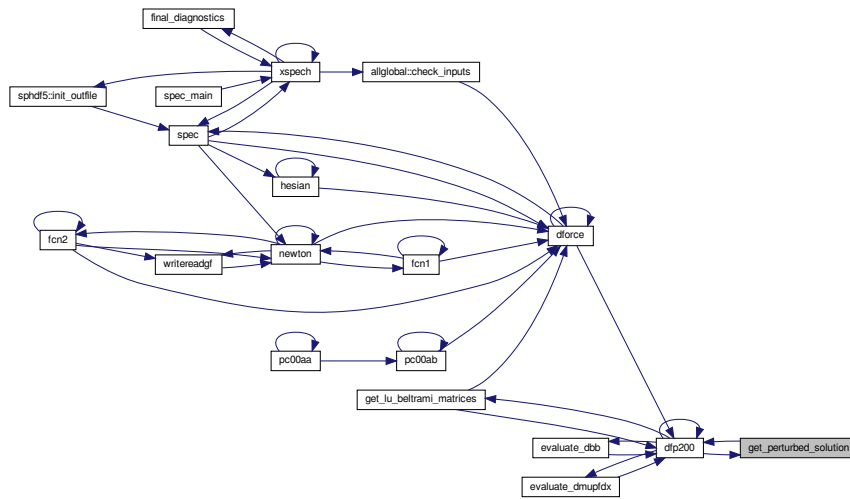 final_diagnostics
xspech
allglobal::check_inputs
sphdf5::init_outfile
spec_main
spec
hesian
dforce
fcn2
newton
writereadgf
fcn1
pc00aa
pc00ab
get_lu_beltrami_matrices
evaluate_dbb
dfp200
get_perturbed_solution
evaluate_dmupfdx